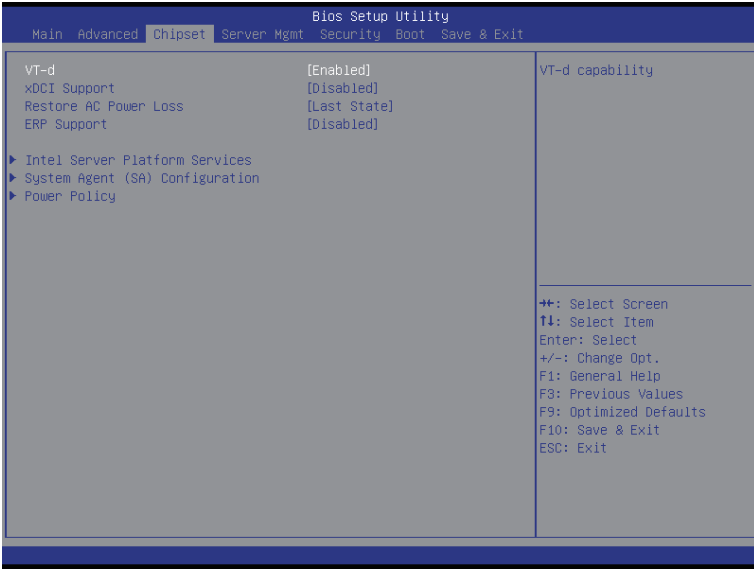 Bios Setup Utility
Main Advanced Chipset Server Mgmt Security Boot Save & Exit
VT-d [Enabled]
xDCI Support [Disabled]
Restore AC Power Loss [Last State]
ERP Support [Disabled]
Intel Server Platform Services
System Agent (SA) Configuration
Power Policy
VT-d capability
→←: Select Screen
↑↓: Select Item
Enter: Select
+/-: Change Opt.
F1: General Help
F3: Previous Values
F9: Optimized Defaults
F10: Save & Exit
ESC: Exit